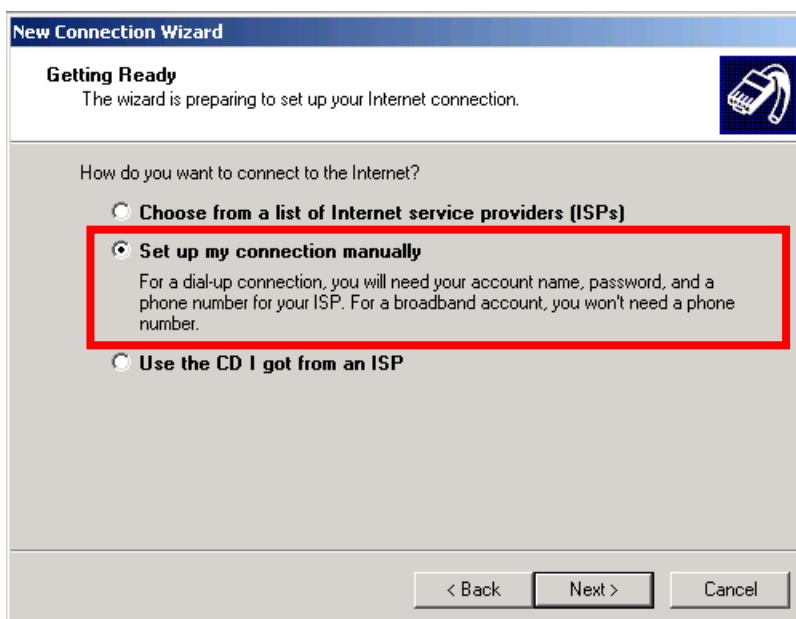 New Connection Wizard
Getting Ready
The wizard is preparing to set up your Internet connection.
How do you want to connect to the Internet?
Choose from a list of Internet service providers (ISPs)
Set up my connection manually
For a dial-up connection, you will need your account name, password, and a
phone number for your ISP. For a broadband account, you won't need a phone
number.
Use the CD I got from an ISP
< Back Next > Cancel